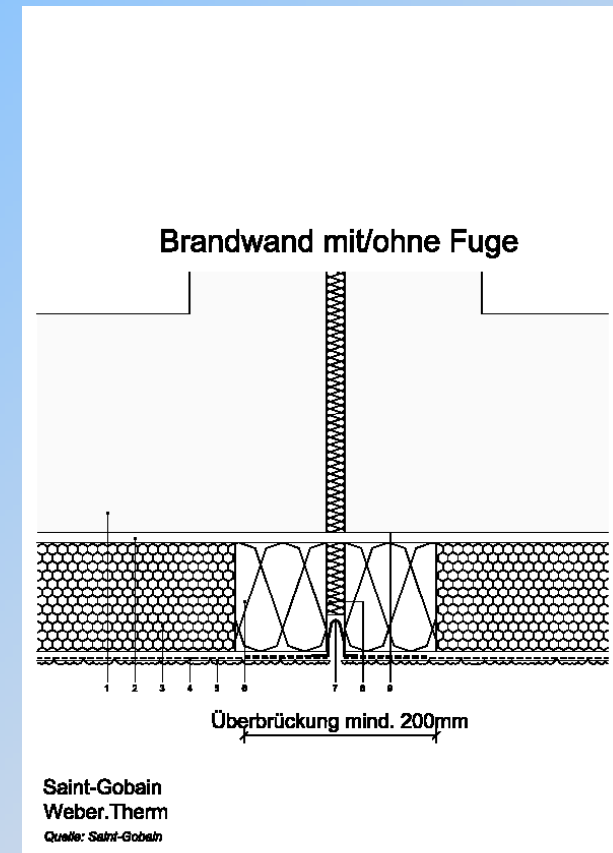 Brandwand mit/ohne Fuge
1 2 3 4 5 6 7 8 9
Überbrückung mind. 200mm
Saint-Gobain
Weber.Therm
Quelle: Saint-Gobain